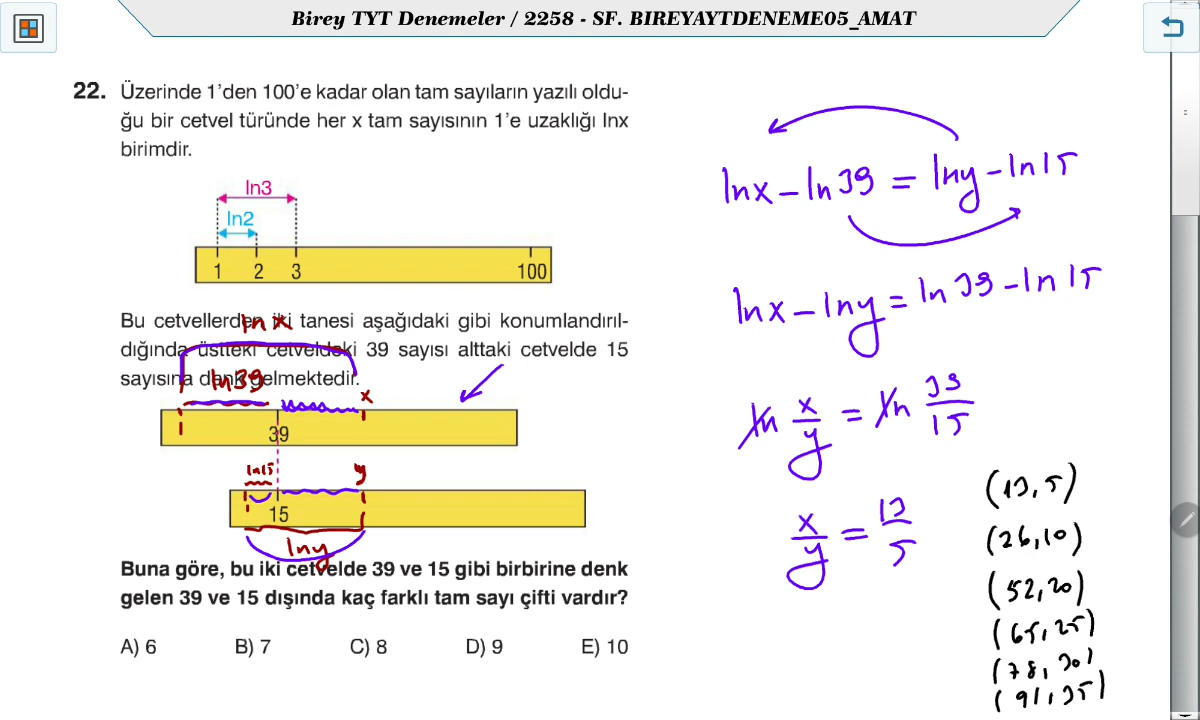 Birey TYT Denemeler / 2258 - SF. BIREYAYTDENEME05_AMAT
22. Üzerinde 1'den 100'e kadar olan tam sayıların yazılı oldu-
ğu bir cetvel türünde her x tam sayısının 1'e uzaklığı lnx
birimdir.
ln3
ln2
1 2 3 100
Bu cetvellerden iki tanesi aşağıdaki gibi konumlandırıl-
dığında üstteki cetveldeki 39 sayısı alttaki cetvelde 15
sayısına denk gelmektedir.
ln x
ln39
x
39
ln15
y
15
lny
Buna göre, bu iki cetvelde 39 ve 15 gibi birbirine denk
gelen 39 ve 15 dışında kaç farklı tam sayı çifti vardır?
A) 6 B) 7 C) 8 D) 9 E) 10
lnx - ln39 = lny - ln15
lnx - lny = ln39 - ln15
ln x/y = ln 39/15
x/y = 13/5
(13,5)
(26,10)
(52,20)
(65,25)
(78,30)
(91,35)